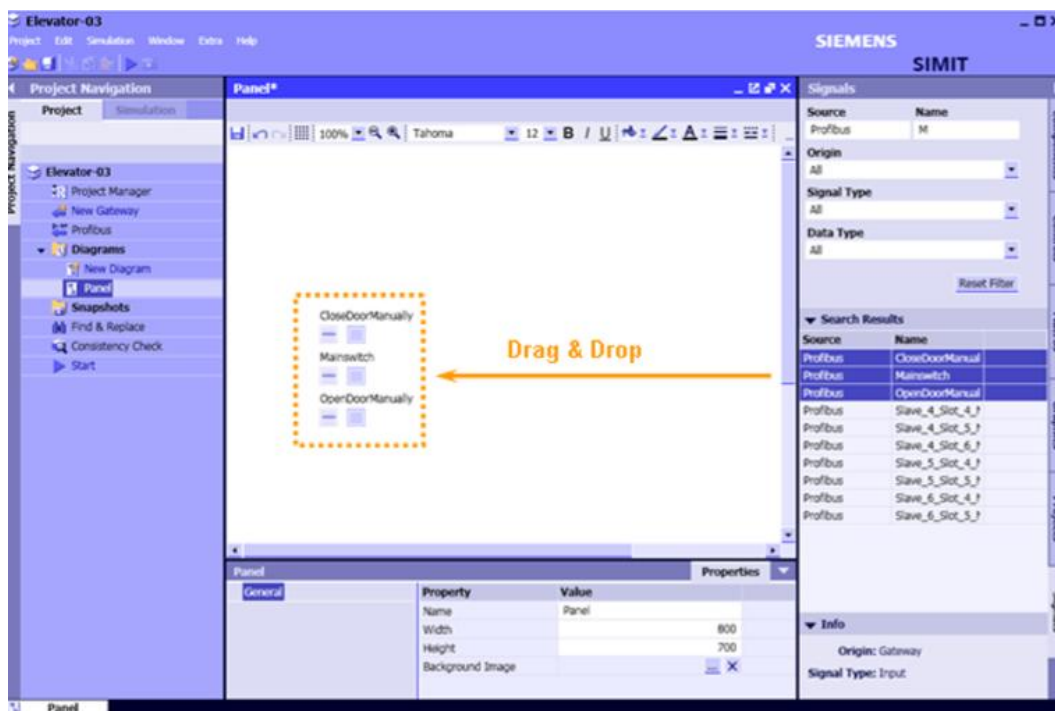 Elevator-03
Project Edit Simulation Window Extra Help
SIEMENS
SIMIT
Project Navigation
Project Simulation
Project Navigation
Elevator-03
Project Manager
New Gateway
Profibus
Diagrams
New Diagram
Panel
Snapshots
Find & Replace
Consistency Check
Start
Panel*
100% Tahoma 12 B I U A
CloseDoorManually
Mainswitch
OpenDoorManually
Drag & Drop
Panel
Properties
General
Property Value
Name Panel
Width 800
Height 700
Background Image ...
Signals
Source Name
Profibus M
Origin
All
Signal Type
All
Data Type
All
Reset Filter
Search Results
Source Name
Profibus CloseDoorManual
Profibus Mainswitch
Profibus OpenDoorManual
Profibus Slave_4_Slot_4_
Profibus Slave_4_Slot_5_
Profibus Slave_4_Slot_6_
Profibus Slave_5_Slot_4_
Profibus Slave_5_Slot_5_
Profibus Slave_6_Slot_4_
Profibus Slave_6_Slot_5_
Info
Origin: Gateway
Signal Type: Input
Panel